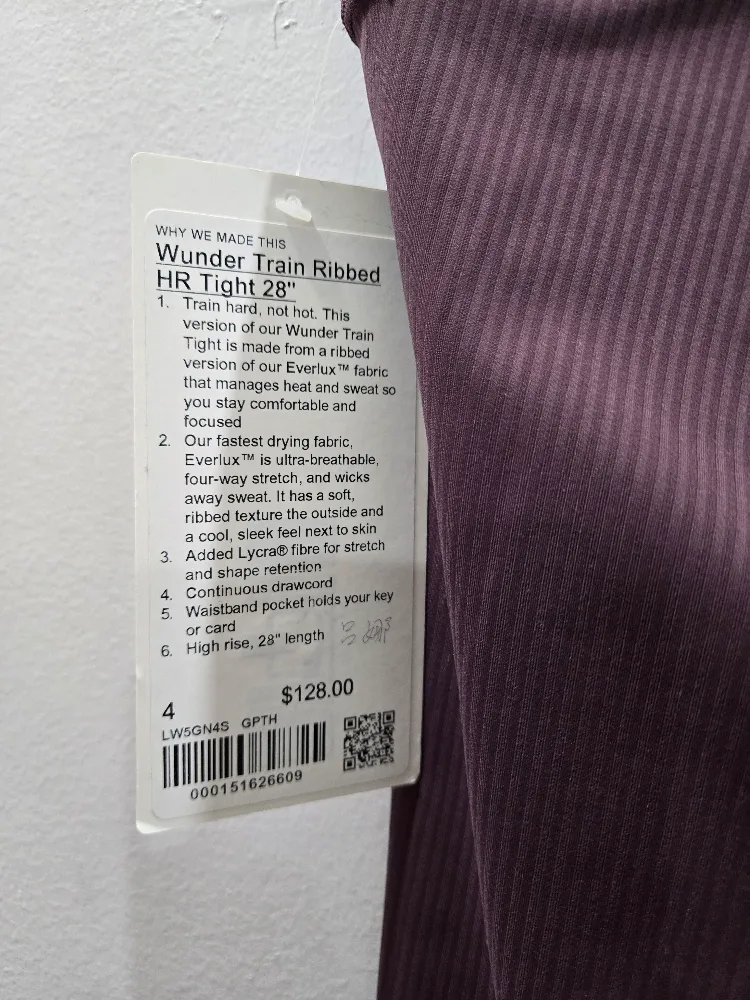 WHY WE MADE THIS
Wunder Train Ribbed
HR Tight 28"
1. Train hard, not hot. This
version of our Wunder Train
Tight is made from a ribbed
version of our Everlux™ fabric
that manages heat and sweat so
you stay comfortable and
focused
2. Our fastest drying fabric,
Everlux™ is ultra-breathable,
four-way stretch, and wicks
away sweat. It has a soft,
ribbed texture the outside and
a cool, sleek feel next to skin
3. Added Lycra® fibre for stretch
and shape retention
4. Continuous drawcord
5. Waistband pocket holds your key
or card
6. High rise, 28" length
4 $128.00
LW5GN4S GPTH
000151626609